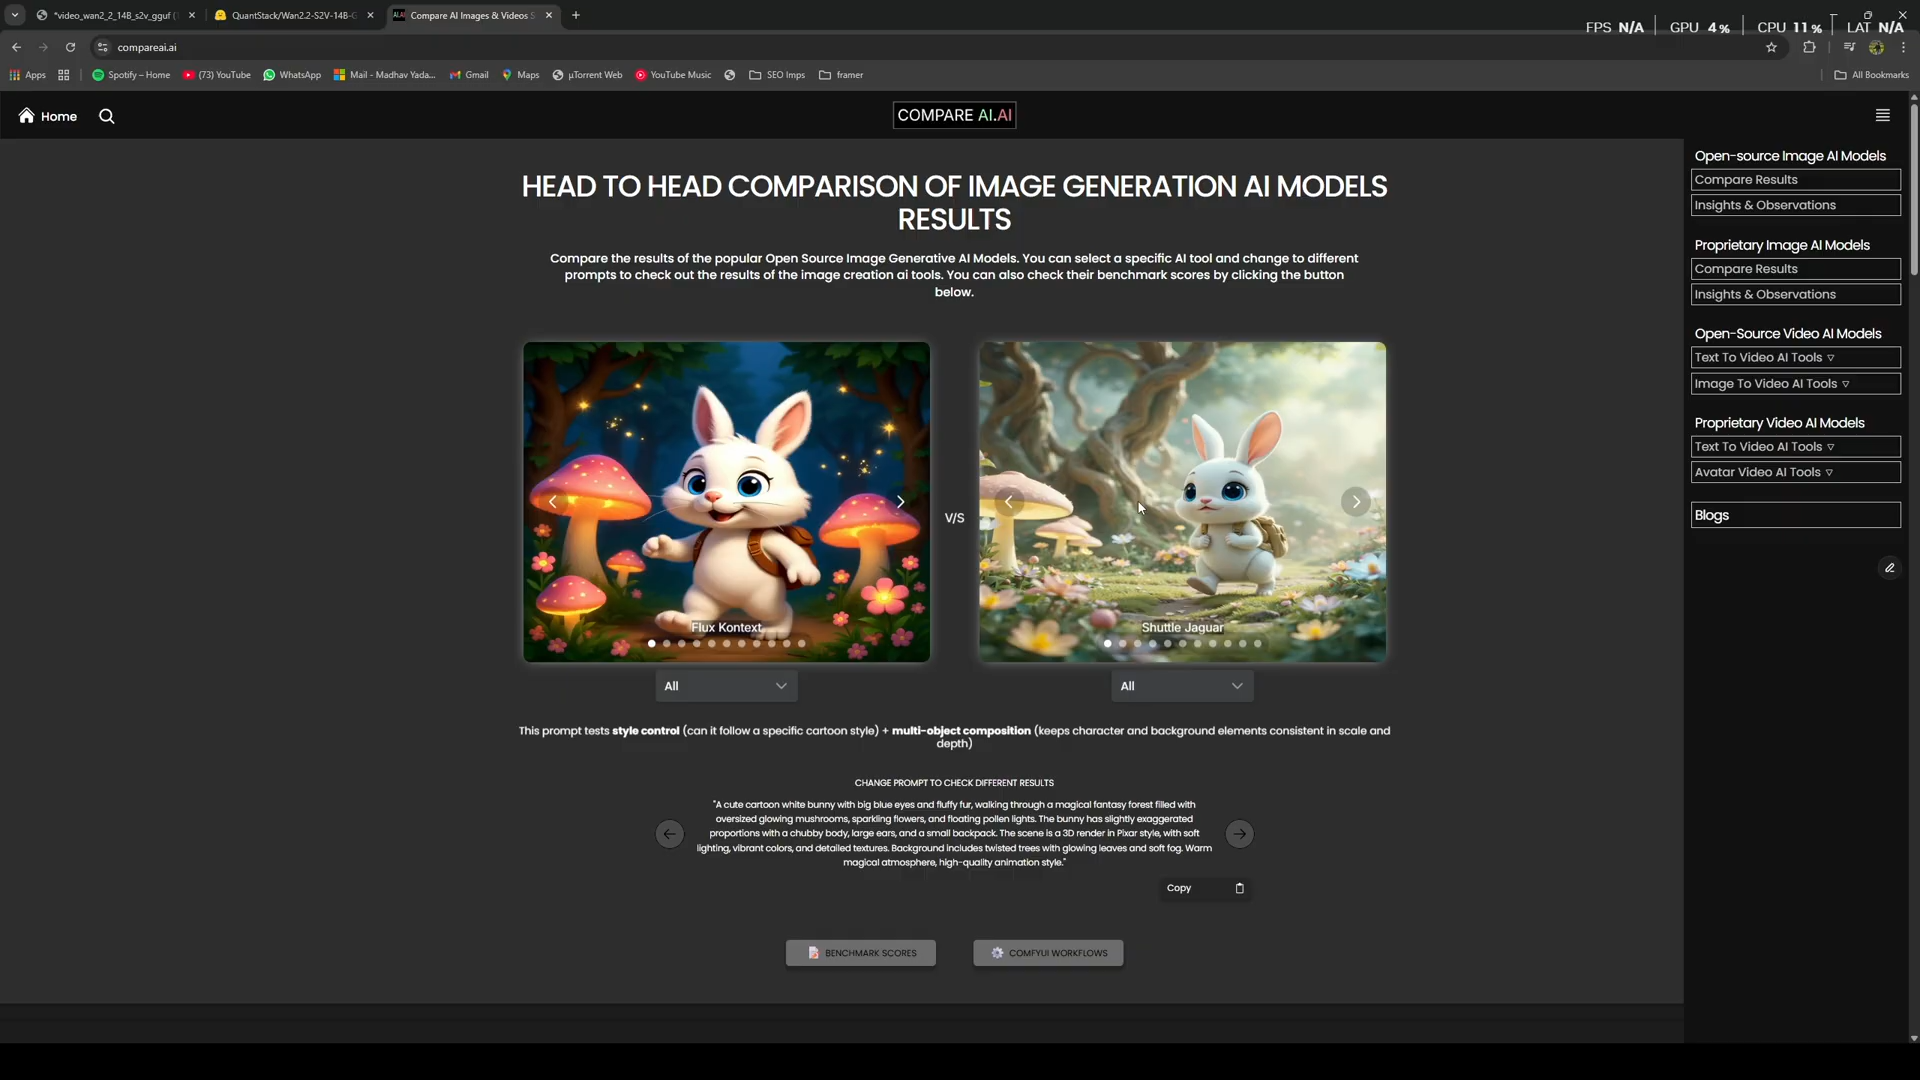 *video_wan2_2_14B_s2v_gguf (
QuantStack/Wan2.2-S2V-14B-G
Compare AI Images & Videos S
FPS N/A
GPU 4 %
CPU 11 %
LAT N/A
compareai.ai
Apps
Spotify – Home
(73) YouTube
WhatsApp
Mail - Madhav Yada...
Gmail
Maps
µTorrent Web
YouTube Music
SEO Imps
framer
All Bookmarks
Home
COMPARE AI.AI
HEAD TO HEAD COMPARISON OF IMAGE GENERATION AI MODELS
RESULTS
Compare the results of the popular Open Source Image Generative AI Models. You can select a specific AI tool and change to different
prompts to check out the results of the image creation ai tools. You can also check their benchmark scores by clicking the button
below.
Flux Kontext
V/S
Shuttle Jaguar
All
All
This prompt tests style control (can it follow a specific cartoon style) + multi-object composition (keeps character and background elements consistent in scale and
depth)
CHANGE PROMPT TO CHECK DIFFERENT RESULTS
"A cute cartoon white bunny with big blue eyes and fluffy fur, walking through a magical fantasy forest filled with
oversized glowing mushrooms, sparkling flowers, and floating pollen lights. The bunny has slightly exaggerated
proportions with a chubby body, large ears, and a small backpack. The scene is a 3D render in Pixar style, with soft
lighting, vibrant colors, and detailed textures. Background includes twisted trees with glowing leaves and soft fog. Warm
magical atmosphere, high-quality animation style."
Copy
BENCHMARK SCORES
COMFYUI WORKFLOWS
Open-source Image AI Models
Compare Results
Insights & Observations
Proprietary Image AI Models
Compare Results
Insights & Observations
Open-Source Video AI Models
Text To Video AI Tools ▽
Image To Video AI Tools ▽
Proprietary Video AI Models
Text To Video AI Tools ▽
Avatar Video AI Tools ▽
Blogs